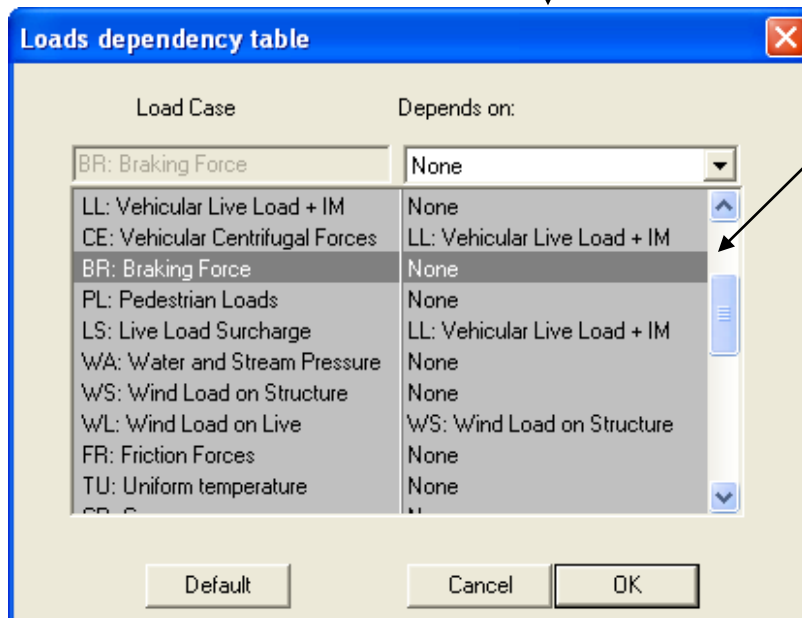 Loads dependency table
Load Case Depends on:
BR: Braking Force None
LL: Vehicular Live Load + IM None
CE: Vehicular Centrifugal Forces LL: Vehicular Live Load + IM
BR: Braking Force None
PL: Pedestrian Loads None
LS: Live Load Surcharge LL: Vehicular Live Load + IM
WA: Water and Stream Pressure None
WS: Wind Load on Structure None
WL: Wind Load on Live WS: Wind Load on Structure
FR: Friction Forces None
TU: Uniform temperature None
Default Cancel OK